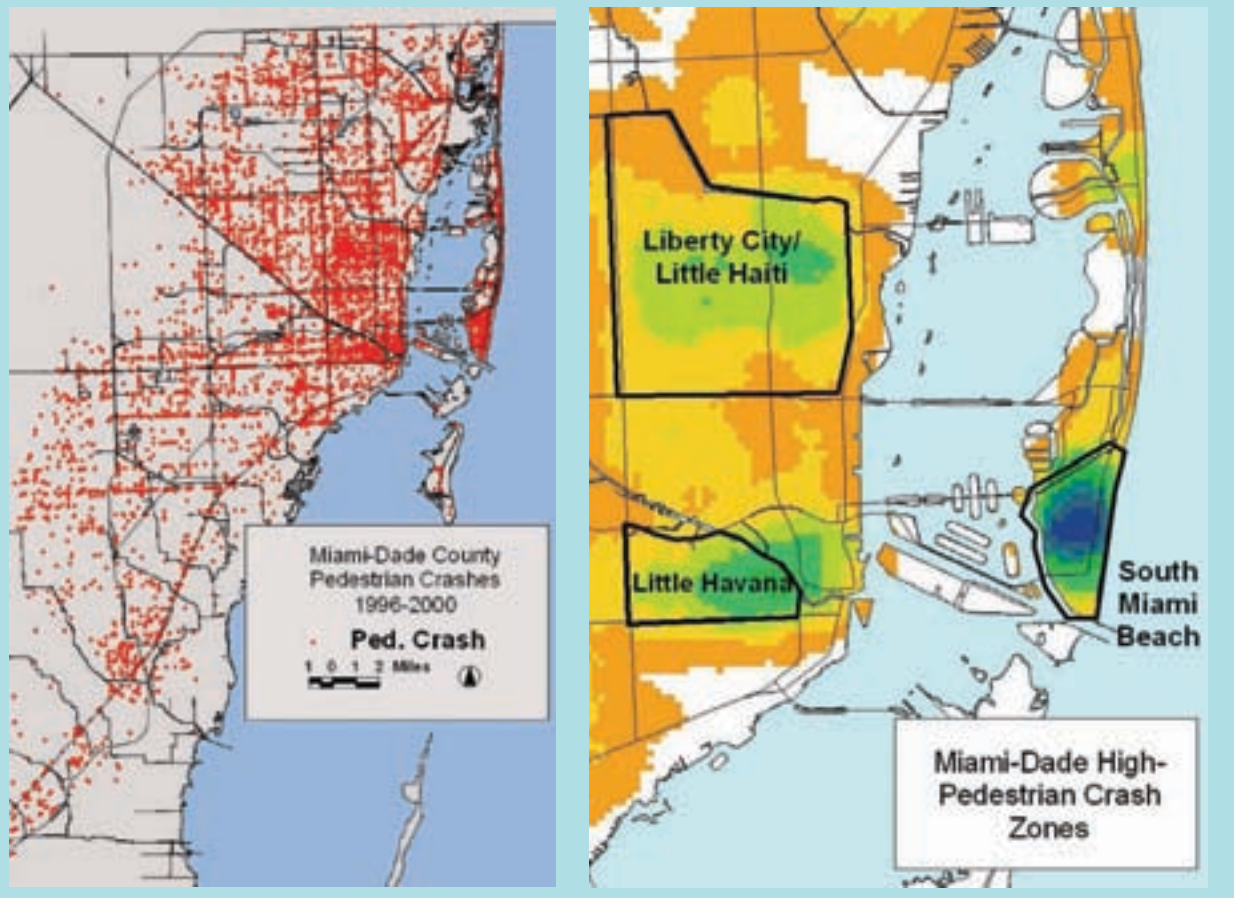 Miami-Dade County
Pedestrian Crashes
1996-2000
Ped. Crash
1 0 1 2 Miles
Liberty City/
Little Haiti
Little Havana
South
Miami
Beach
Miami-Dade High-
Pedestrian Crash
Zones